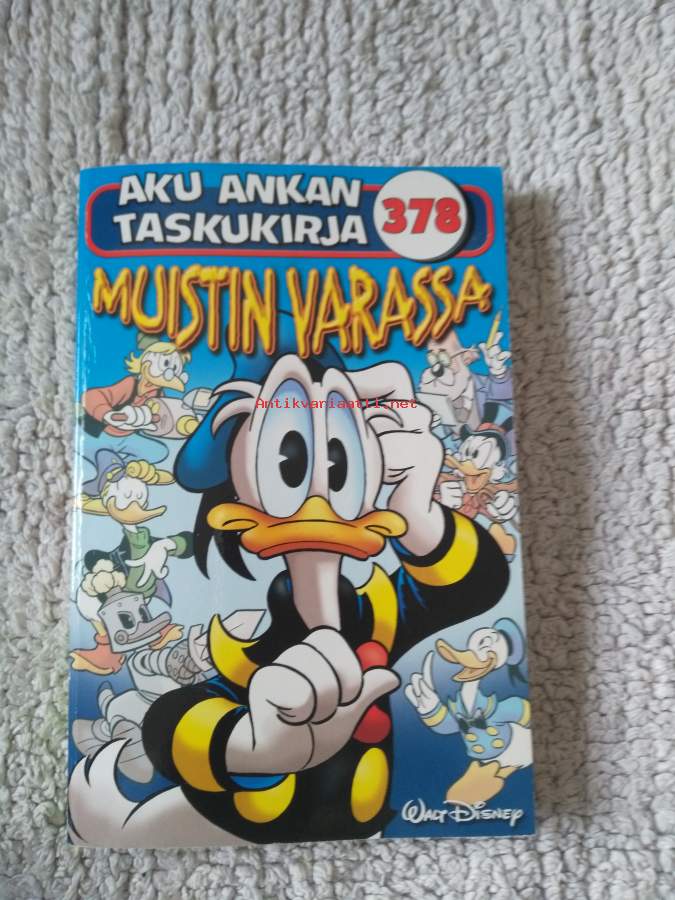 AKU ANKAN
TASKUKIRJA
378
MUISTIN VARASSA
Antikvariaatti.net
WALT DISNEY